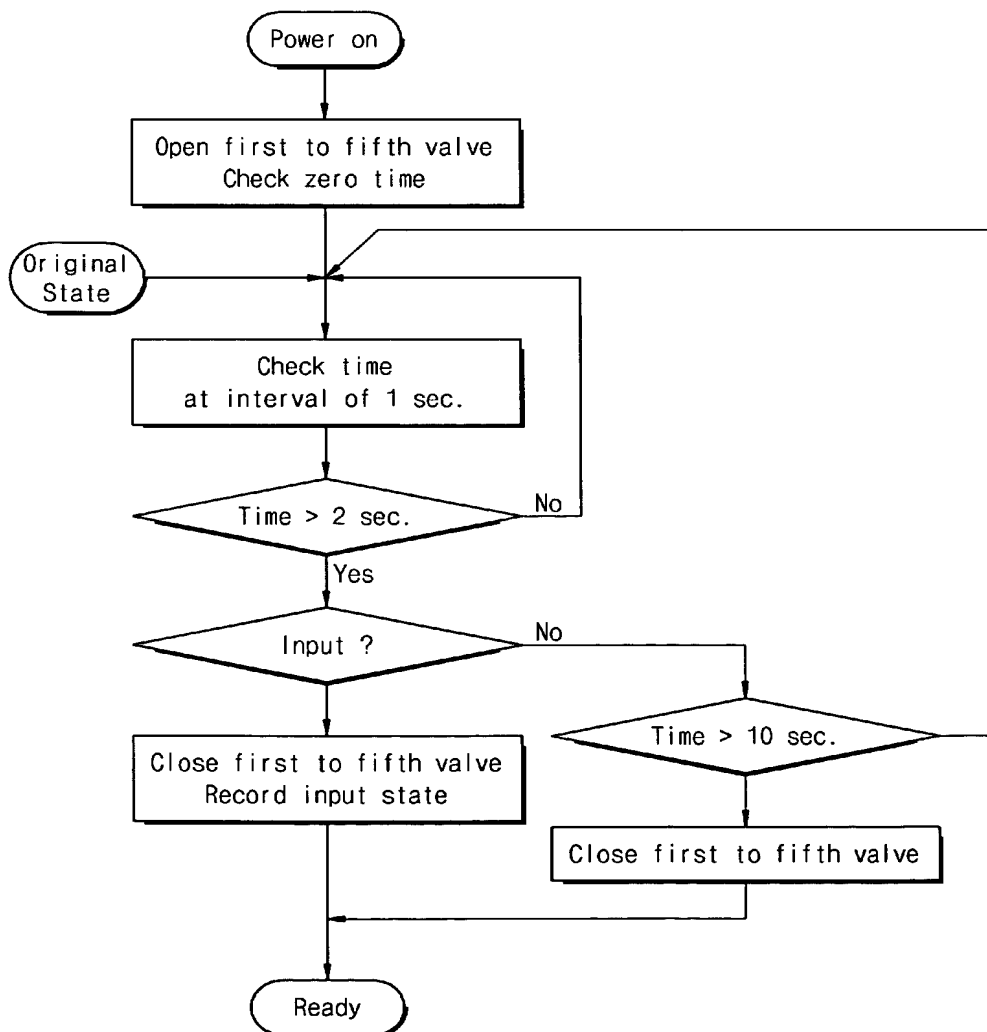 Power on
Open first to fifth valve
Check zero time
Original
State
Check time
at interval of 1 sec.
Time > 2 sec.
No
Yes
Input ?
No
Time > 10 sec.
Close first to fifth valve
Record input state
Close first to fifth valve
Ready